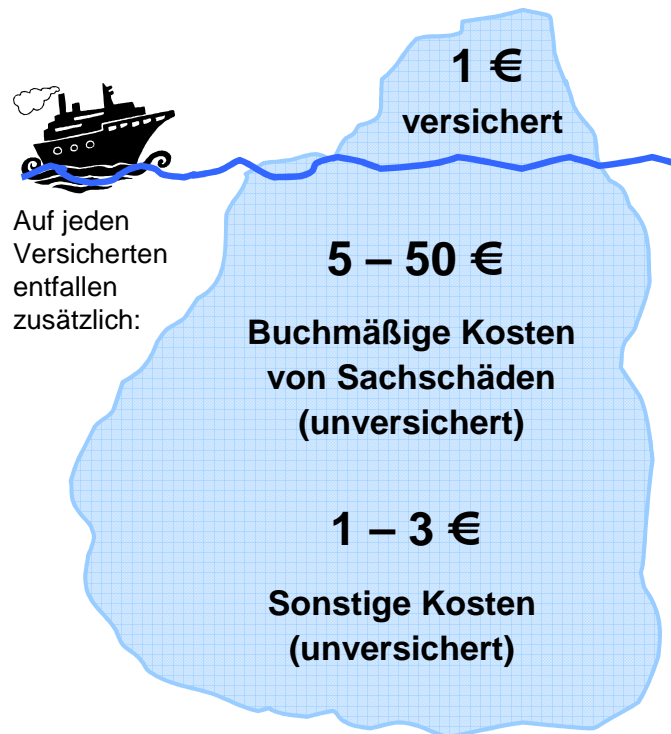 1 €
versichert
Auf jeden
Versicherten
entfallen
zusätzlich:
5 – 50 €
Buchmäßige Kosten
von Sachschäden
(unversichert)
1 – 3 €
Sonstige Kosten
(unversichert)